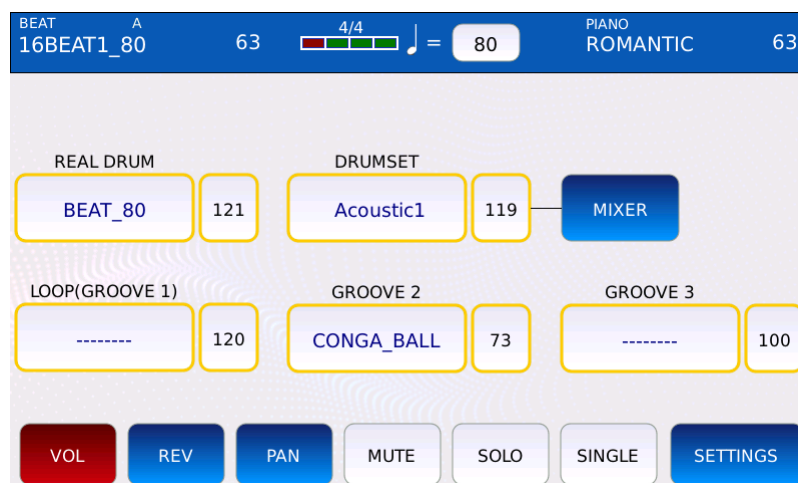 BEAT A PIANO
16BEAT1_80 63 4/4 = 80 ROMANTIC 63
REAL DRUM DRUMSET
BEAT_80 121 Acoustic1 119 MIXER
LOOP(GROOVE 1) GROOVE 2 GROOVE 3
-------- 120 CONGA_BALL 73 -------- 100
VOL REV PAN MUTE SOLO SINGLE SETTINGS